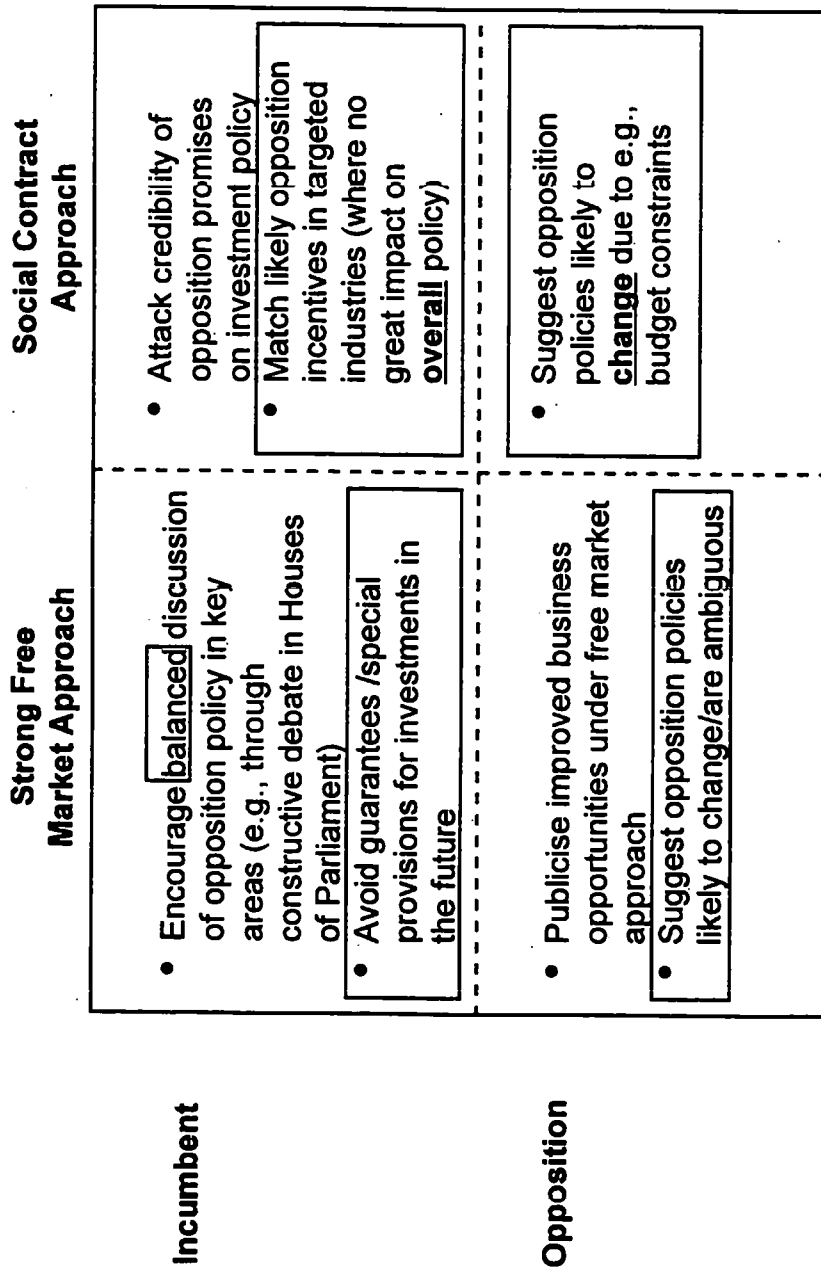 Strong Free
Market Approach
Social Contract
Approach
Incumbent
• Encourage balanced discussion
of opposition policy in key
areas (e.g., through
constructive debate in Houses
of Parliament)
• Avoid guarantees /special
provisions for investments in
the future
• Attack credibility of
opposition promises
on investment policy
• Match likely opposition
incentives in targeted
industries (where no
great impact on
overall policy)
Opposition
• Publicise improved business
opportunities under free market
approach
• Suggest opposition policies
likely to change/are ambiguous
• Suggest opposition
policies likely to
change due to e.g.,
budget constraints